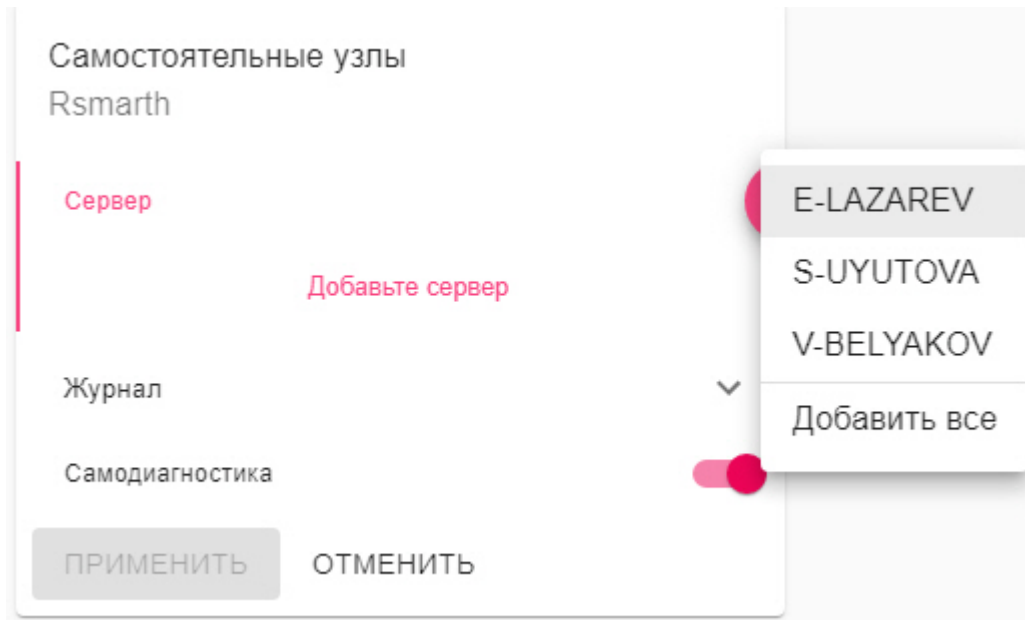 Самостоятельные узлы
Rsmarth
Сервер
Добавьте сервер
Журнал
Самодиагностика
ПРИМЕНИТЬ
ОТМЕНИТЬ
E-LAZAREV
S-UYUTOVA
V-BELYAKOV
Добавить все